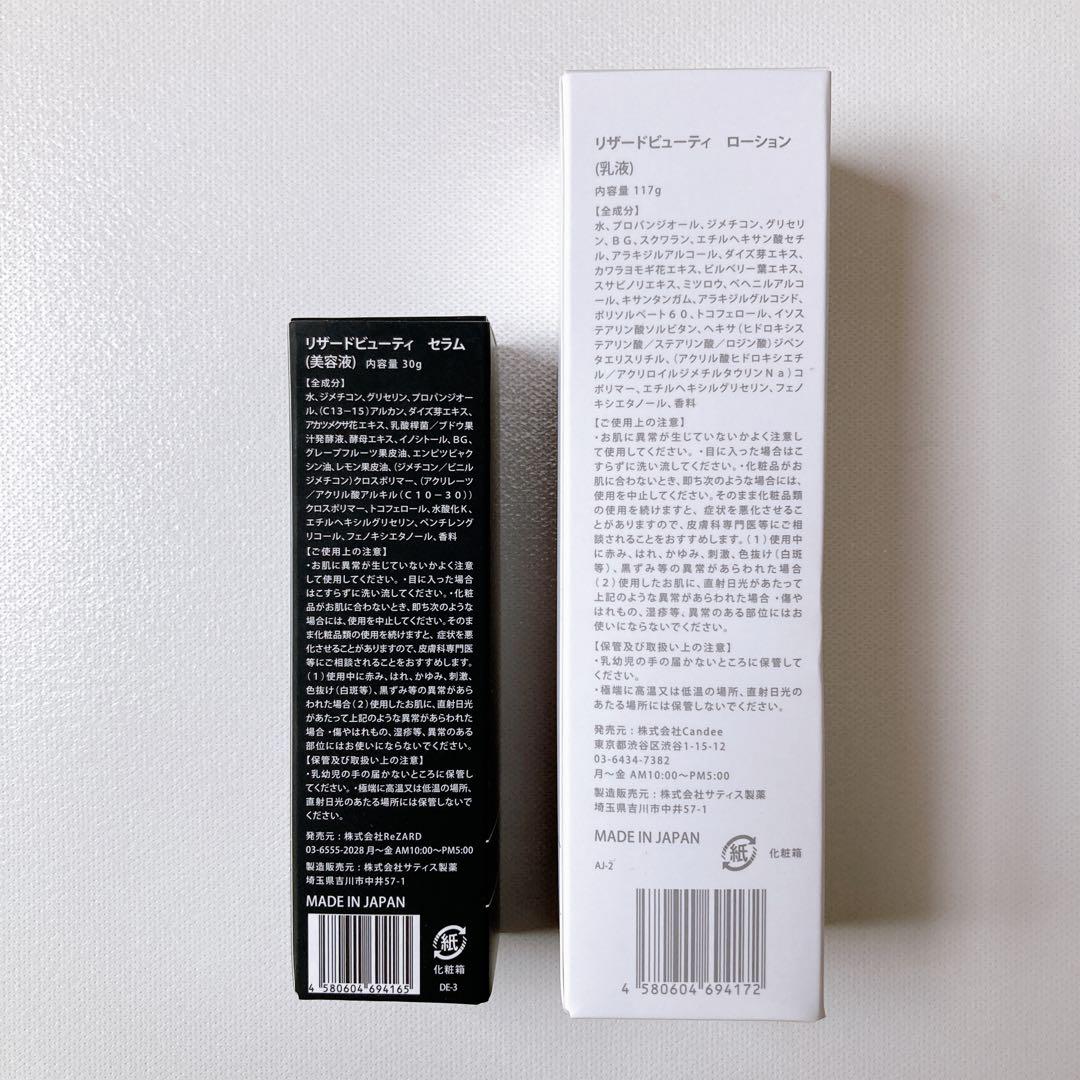 リザードビューティ セラム
(美容液) 内容量 30g
【全成分】
水、ジメチコン、グリセリン、プロパンジオー
ル、(C13−15)アルカン、ダイズ芽エキス、
アカツメクサ花エキス、乳酸桿菌／ブドウ果
汁発酵液、酵母エキス、イノシトール、BG、
グレープフルーツ果皮油、エンピツビャク
シン油、レモン果皮油、(ジメチコン／ビニル
ジメチコン)クロスポリマー、(アクリレーツ
／アクリル酸アルキル(C10−30))
クロスポリマー、トコフェロール、水酸化K、
エチルヘキシルグリセリン、ペンチレング
リコール、フェノキシエタノール、香料
【ご使用上の注意】
・お肌に異常が生じていないかよく注意
して使用してください。・目に入った場合
はこすらずに洗い流してください。・化粧
品がお肌に合わないとき、即ち次のような
場合には、使用を中止してください。そのま
ま化粧品類の使用を続けますと、症状を悪
化させることがありますので、皮膚科専門医
等にご相談されることをおすすめします。
(1)使用中に赤み、はれ、かゆみ、刺激、
色抜け(白斑等)、黒ずみ等の異常があら
われた場合(2)使用したお肌に、直射日光
があたって上記のような異常があらわれた
場合・傷やはれもの、湿疹等、異常のある
部位にはお使いにならないでください。
【保管及び取扱い上の注意】
・乳幼児の手の届かないところに保管し
てください。・極端に高温又は低温の場所、
直射日光のあたる場所には保管しないで
ください。
発売元：株式会社ReZARD
03-6555-2028 月〜金 AM10:00〜PM5:00
製造販売元：株式会社サティス製薬
埼玉県吉川市中井57-1
MADE IN JAPAN
紙
化粧箱
4 580604 694165
DE-3
リザードビューティ ローション
(乳液)
内容量 117g
【全成分】
水、プロパンジオール、ジメチコン、グリセリ
ン、BG、スクワラン、エチルヘキサン酸セチ
ル、アラキジルアルコール、ダイズ芽エキス、
カワラヨモギ花エキス、ビルベリー葉エキス、
スサビノリエキス、ミツロウ、ベヘニルアルコ
ール、キサンタンガム、アラキジルグルコシド、
ポリソルベート60、トコフェロール、イソス
テアリン酸ソルビタン、ヘキサ(ヒドロキシス
テアリン酸／ステアリン酸／ロジン酸)ジペン
タエリスリチル、(アクリル酸ヒドロキシエチ
ル／アクリロイルジメチルタウリンNa)コ
ポリマー、エチルヘキシルグリセリン、フェノ
キシエタノール、香料
【ご使用上の注意】
・お肌に異常が生じていないかよく注意し
て使用してください。・目に入った場合はこ
すらずに洗い流してください。・化粧品がお
肌に合わないとき、即ち次のような場合には、
使用を中止してください。そのまま化粧品類
の使用を続けますと、症状を悪化させるこ
とがありますので、皮膚科専門医等にご相
談されることをおすすめします。(1)使用
中に赤み、はれ、かゆみ、刺激、色抜け(白斑
等)、黒ずみ等の異常があらわれた場合
(2)使用したお肌に、直射日光があたって
上記のような異常があらわれた場合・傷や
はれもの、湿疹等、異常のある部位にはお
使いにならないでください。
【保管及び取扱い上の注意】
・乳幼児の手の届かないところに保管して
ください。
・極端に高温又は低温の場所、直射日光の
あたる場所には保管しないでください。
発売元：株式会社Candee
東京都渋谷区渋谷1-15-12
03-6434-7382
月〜金 AM10:00〜PM5:00
製造販売元：株式会社サティス製薬
埼玉県吉川市中井57-1
MADE IN JAPAN
紙
化粧箱
AJ-2
4 580604 694172